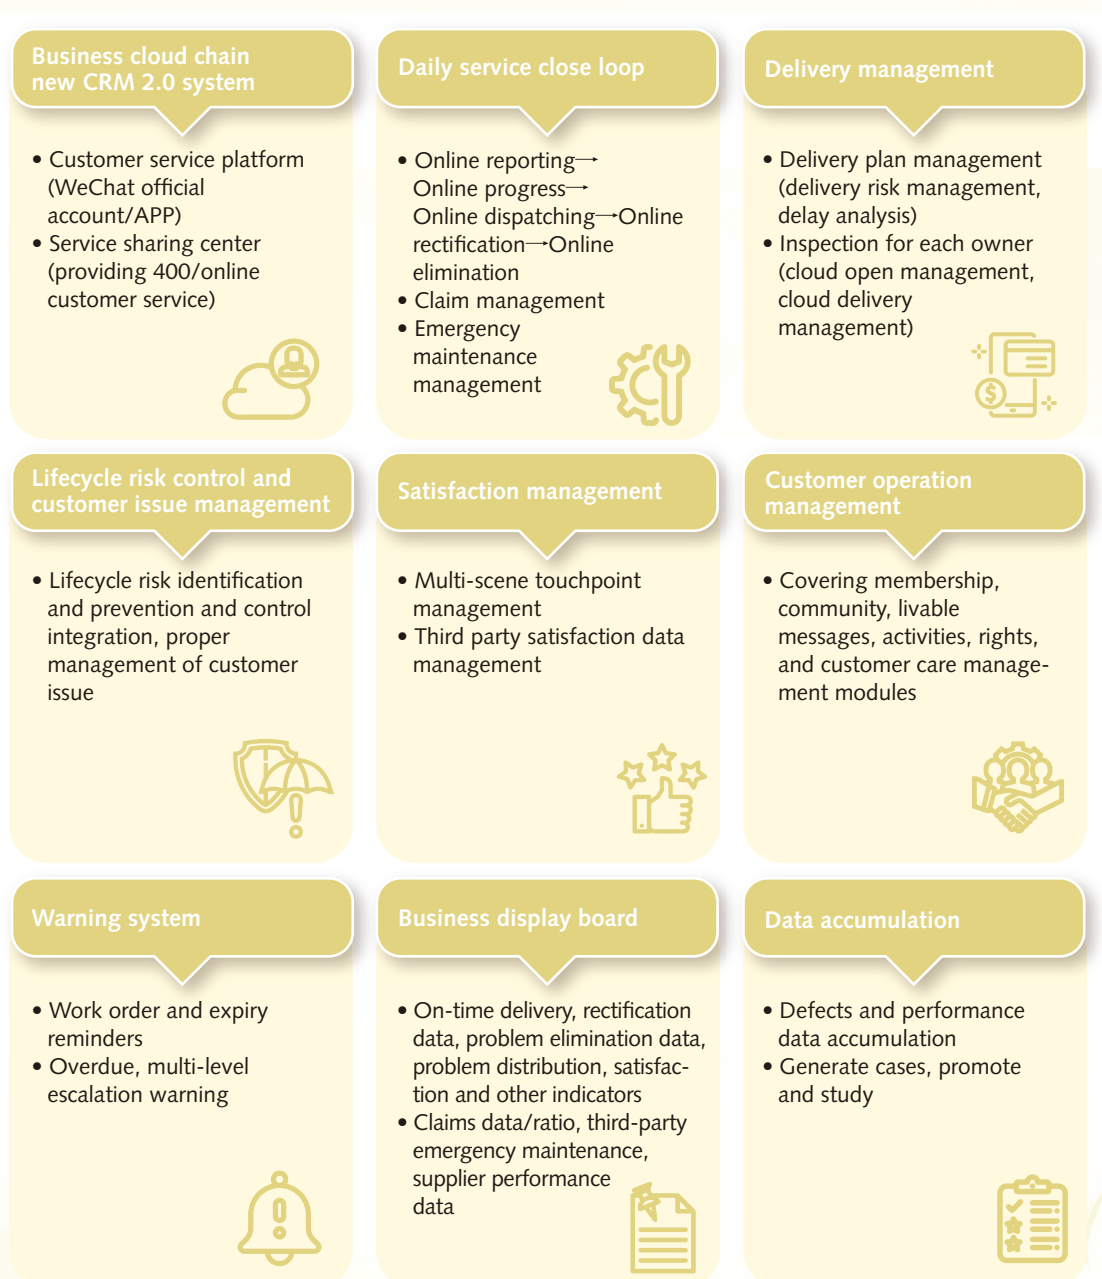 Business cloud chain
new CRM 2.0 system
• Customer service platform
(WeChat official
account/APP)
• Service sharing center
(providing 400/online
customer service)
Daily service close loop
• Online reporting→
Online progress→
Online dispatching→Online
rectification→Online
elimination
• Claim management
• Emergency
maintenance
management
Delivery management
• Delivery plan management
(delivery risk management,
delay analysis)
• Inspection for each owner
(cloud open management,
cloud delivery
management)
$
Lifecycle risk control and
customer issue management
• Lifecycle risk identification
and prevention and control
integration, proper
management of customer
issue
Satisfaction management
• Multi-scene touchpoint
management
• Third party satisfaction data
management
Customer operation
management
• Covering membership,
community, livable
messages, activities, rights,
and customer care manage-
ment modules
Warning system
• Work order and expiry
reminders
• Overdue, multi-level
escalation warning
Business display board
• On-time delivery, rectification
data, problem elimination data,
problem distribution, satisfac-
tion and other indicators
• Claims data/ratio, third-party
emergency maintenance,
supplier performance
data
Data accumulation
• Defects and performance
data accumulation
• Generate cases, promote
and study